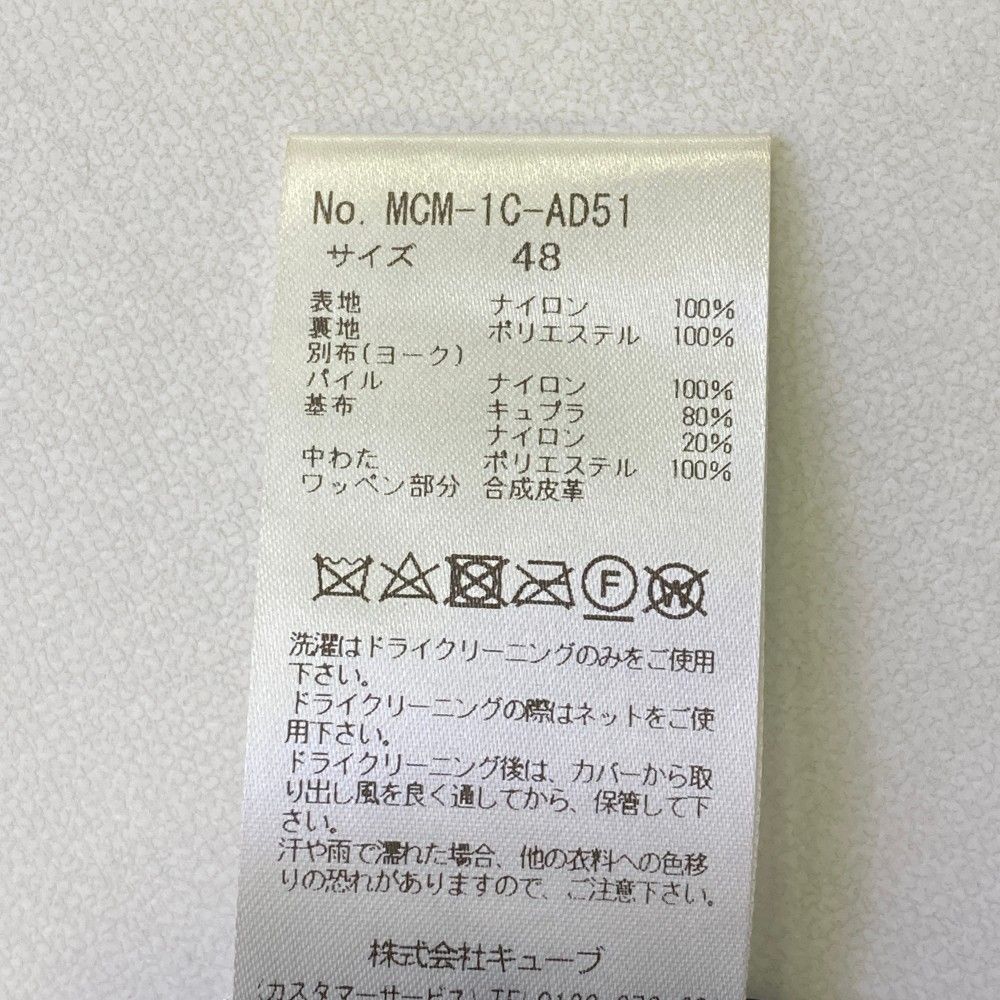 No. MCM-1C-AD51
サイズ 48
表地 ナイロン 100%
裏地 ポリエステル 100%
別布(ヨーク)
パイル ナイロン 100%
基布 キュプラ 80%
ナイロン 20%
中わた ポリエステル 100%
ワッペン部分 合成皮革
F W
洗濯はドライクリーニングのみをご使用
下さい。
ドライクリーニングの際はネットをご使
用下さい。
ドライクリーニング後は、カバーから取
り出し風を良く通してから、保管して下
さい。
汗や雨で濡れた場合、他の衣料への色移
りの恐れがありますので、ご注意下さい。
株式会社キューブ
(カスタマーサービス)